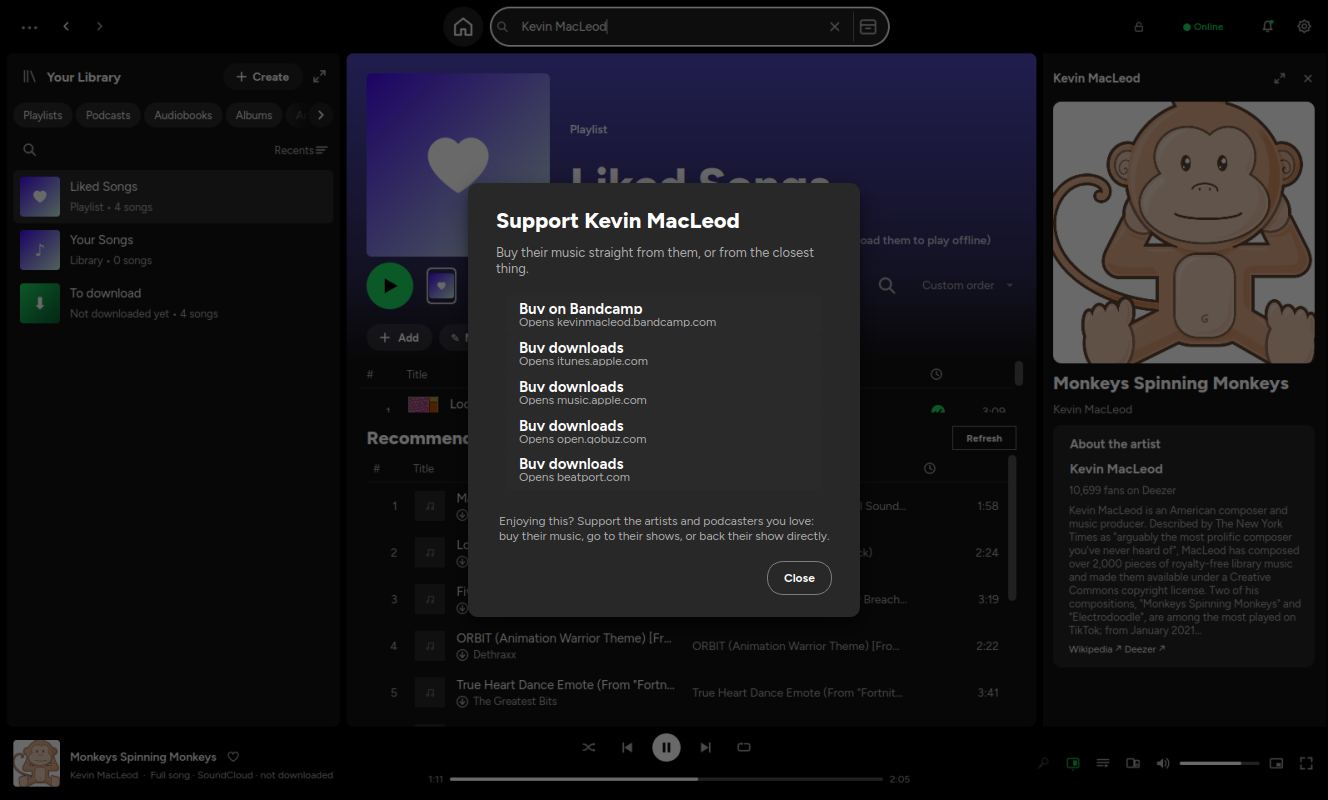 Kevin MacLeod
Online
Your Library
Create
Playlists
Podcasts
Audiobooks
Albums
Recents
Liked Songs
Playlist • 4 songs
Your Songs
Library • 0 songs
To download
Not downloaded yet • 4 songs
Playlist
Liked Songs
load them to play offline)
Custom order
Add
# Title
1
3:09
Refresh
# Title
1 1:58
l Sound...
2 2:24
3 Breach... 3:19
4 ORBIT (Animation Warrior Theme) [Fr... ORBIT (Animation Warrior Theme) [Fro... 2:22
Dethraxx
5 True Heart Dance Emote (From "Fortn... True Heart Dance Emote (From "Fortnit... 3:41
The Greatest Bits
Support Kevin MacLeod
Buy their music straight from them, or from the closest
thing.
Buy on Bandcamp
Opens kevinmacleod.bandcamp.com
Buy downloads
Opens itunes.apple.com
Buy downloads
Opens music.apple.com
Buy downloads
Opens open.qobuz.com
Buy downloads
Opens beatport.com
Enjoying this? Support the artists and podcasters you love:
buy their music, go to their shows, or back their show directly.
Close
Kevin MacLeod
G
Monkeys Spinning Monkeys
Kevin MacLeod
About the artist
Kevin MacLeod
10,699 fans on Deezer
Kevin MacLeod is an American composer and
music producer. Described by The New York
Times as "arguably the most prolific composer
you've never heard of", MacLeod has composed
over 2,000 pieces of royalty-free library music
and made them available under a Creative
Commons copyright license. Two of his
compositions, "Monkeys Spinning Monkeys" and
"Electrodoodle", are among the most played on
TikTok; from January 2021...
Wikipedia ↗ Deezer ↗
Monkeys Spinning Monkeys
Kevin MacLeod · Full song · SoundCloud · not downloaded
1:11
2:05